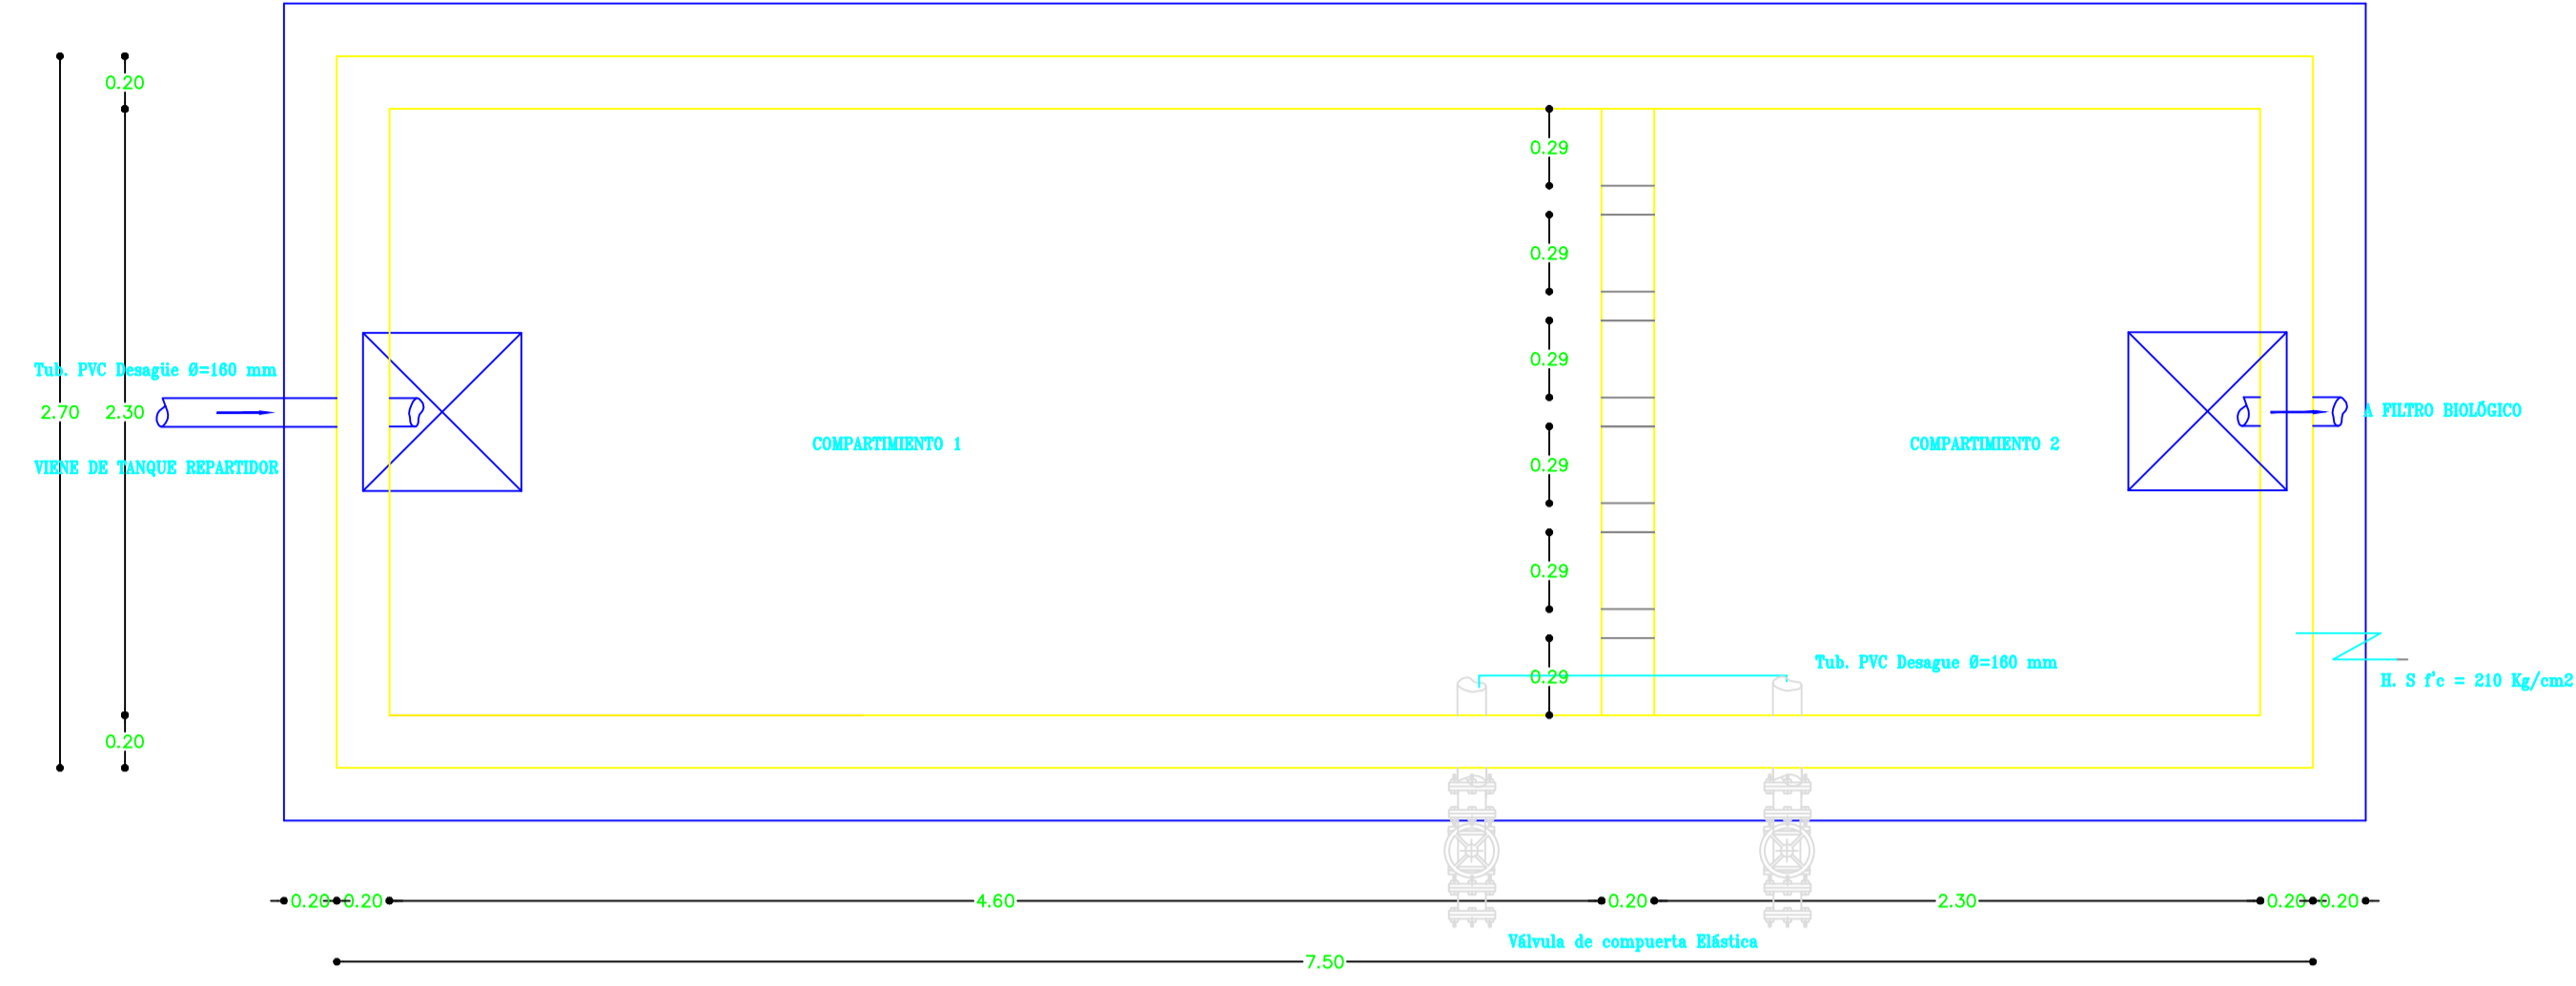 0.20
0.29
0.29
0.29
Tub. PVC Desagüe Ø=160 mm
2.70
2.30
A FILTRO BIOLÓGICO
COMPARTIMIENTO 1
COMPARTIMIENTO 2
VIENE DE TANQUE REPARTIDOR
0.29
0.29
Tub. PVC Desague Ø=160 mm
0.29
H. S f'c = 210 Kg/cm2
0.20
0.20 0.20 4.60 0.20 2.30 0.20 0.20
Válvula de compuerta Elástica
7.50